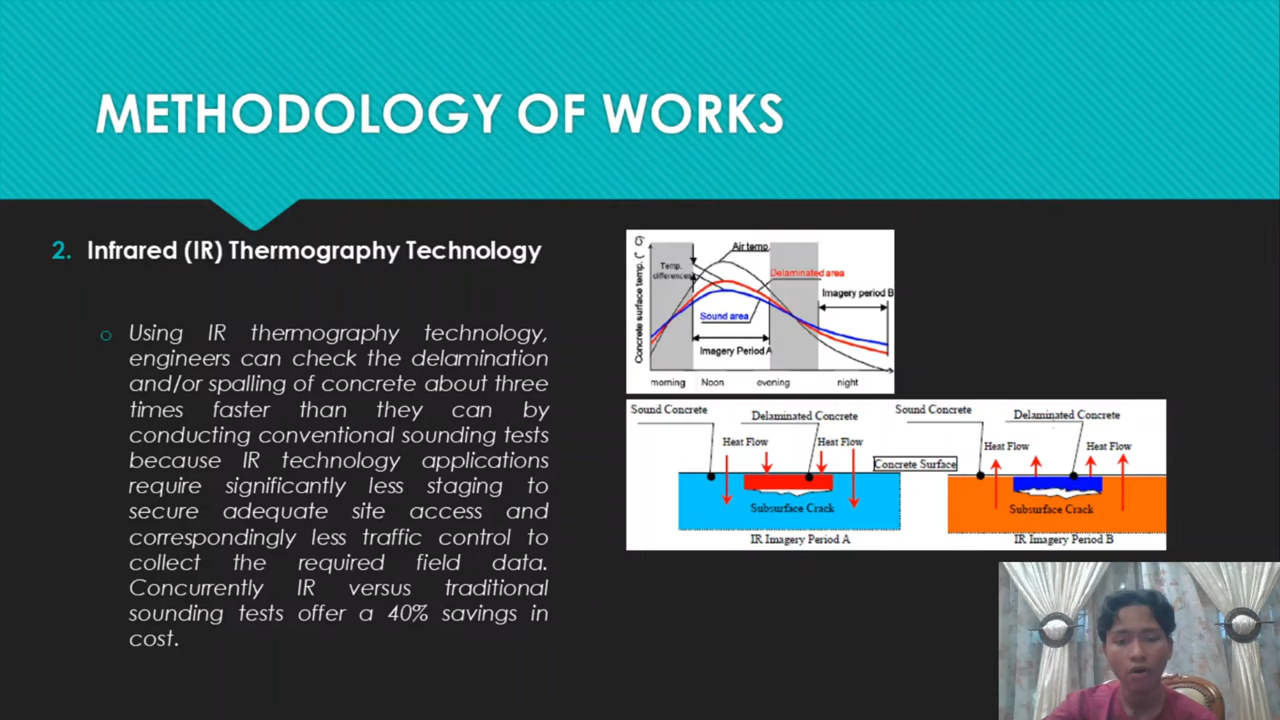 METHODOLOGY OF WORKS
2. Infrared (IR) Thermography Technology
Using IR thermography technology,
engineers can check the delamination
and/or spalling of concrete about three
times faster than they can by
conducting conventional sounding tests
because IR technology applications
require significantly less staging to
secure adequate site access and
correspondingly less traffic control to
collect the required field data.
Concurrently IR versus traditional
sounding tests offer a 40% savings in
cost.
Concrete surface temp. (°C)
Air temp.
Temp.
differences
Delaminated area
Imagery period B
Sound area
Imagery Period A
morning Noon evening night
Sound Concrete Delaminated Concrete Sound Concrete Delaminated Concrete
Heat Flow Heat Flow Heat Flow Heat Flow
Concrete Surface
Subsurface Crack Subsurface Crack
IR Imagery Period A IR Imagery Period B